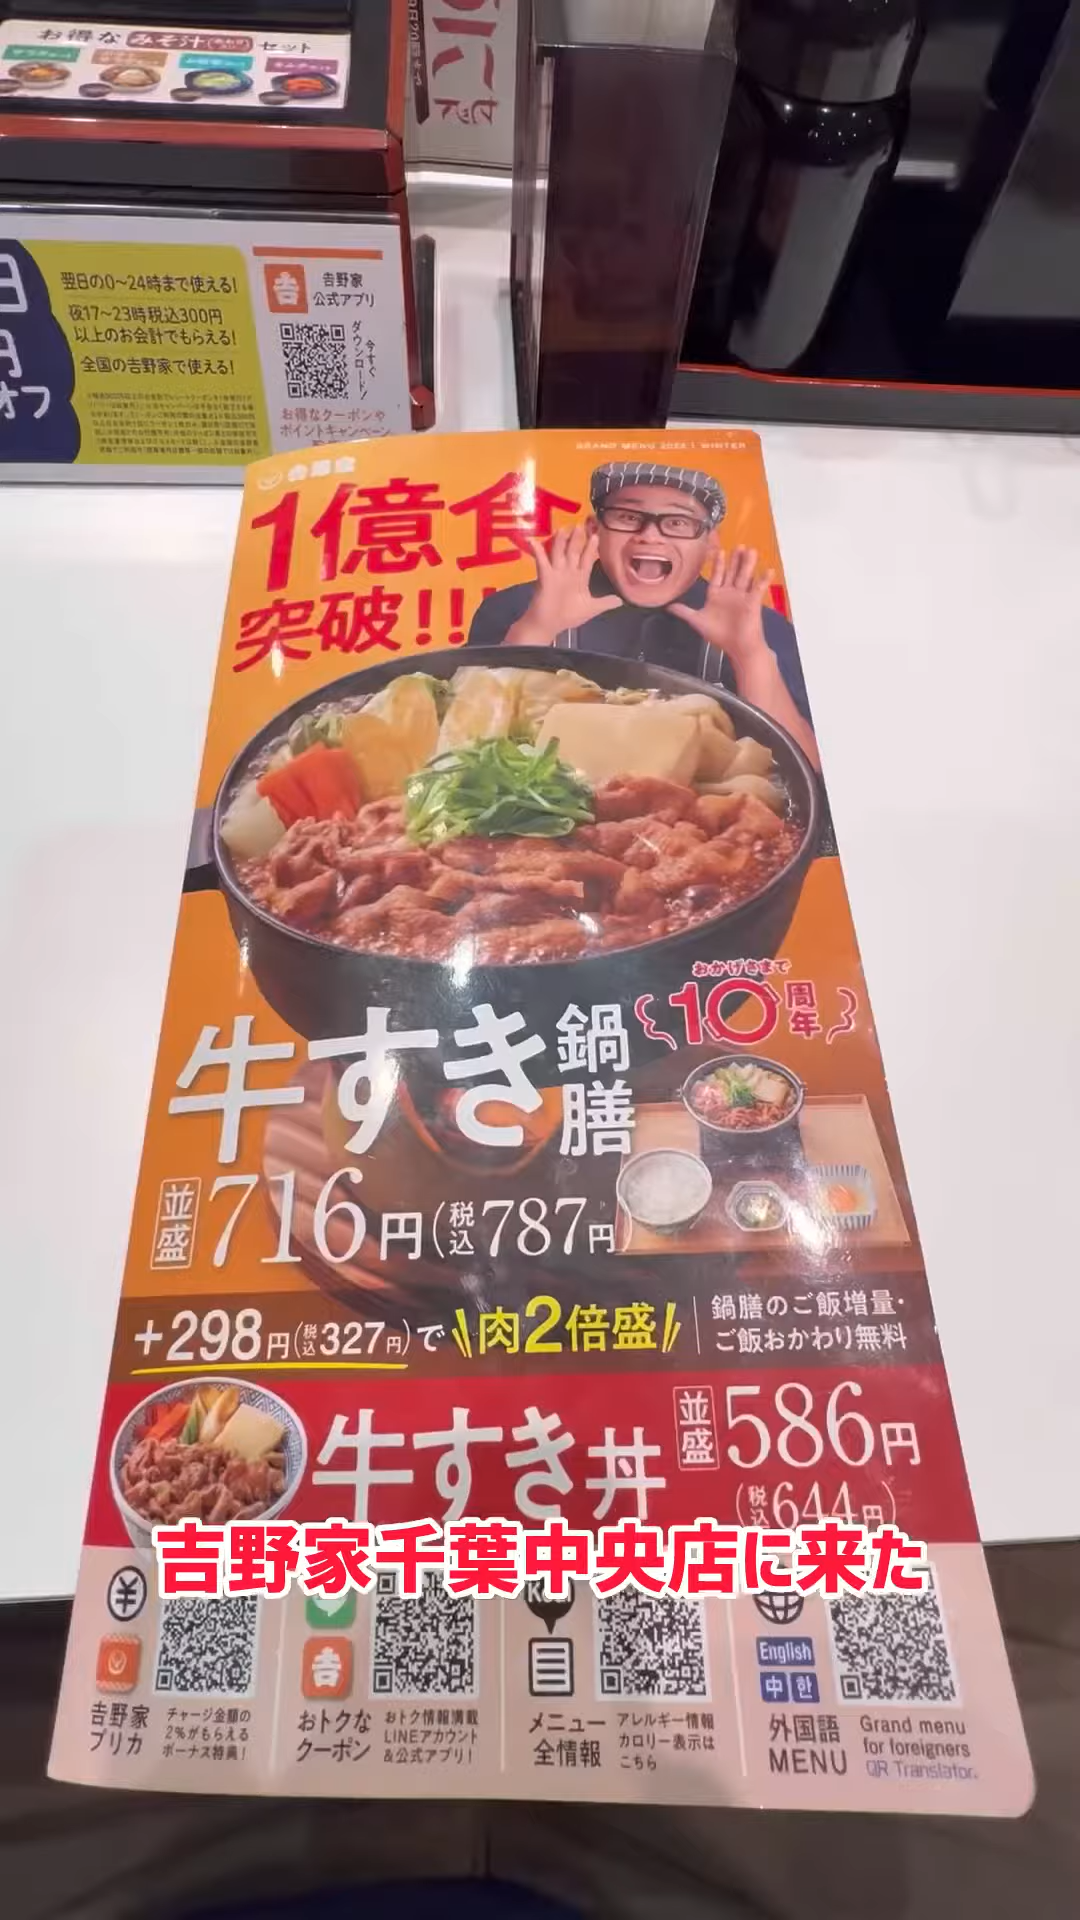 お得なみそ汁セット
セット
翌日の0~24時まで使える!
夜17~23時税込300円
以上のお会計でもらえる!
全国の吉野家で使える!
日
円
オフ
吉野家
公式アプリ
今すぐ
ダウンロード!
お得なクーポンや
ポイントキャンペーン
吉野家
1億食
突破!!!
おかげさまで
10周年
牛すき鍋膳
並盛 716円(税込787円)
+298円(税込327円)で 肉2倍盛
鍋膳のご飯増量・
ご飯おかわり無料
牛すき丼 並盛 586円
(税込644円)
吉野家千葉中央店に来た
吉野家
プリカ
チャージ金額の
2%がもらえる
ボーナス特典!
おトクな
クーポン
おトク情報満載
LINEアカウント
&公式アプリ!
メニュー
全情報
アレルギー情報
カロリー表示は
こちら
English
中 한
外国語
MENU
Grand menu
for foreigners
QR Translator.